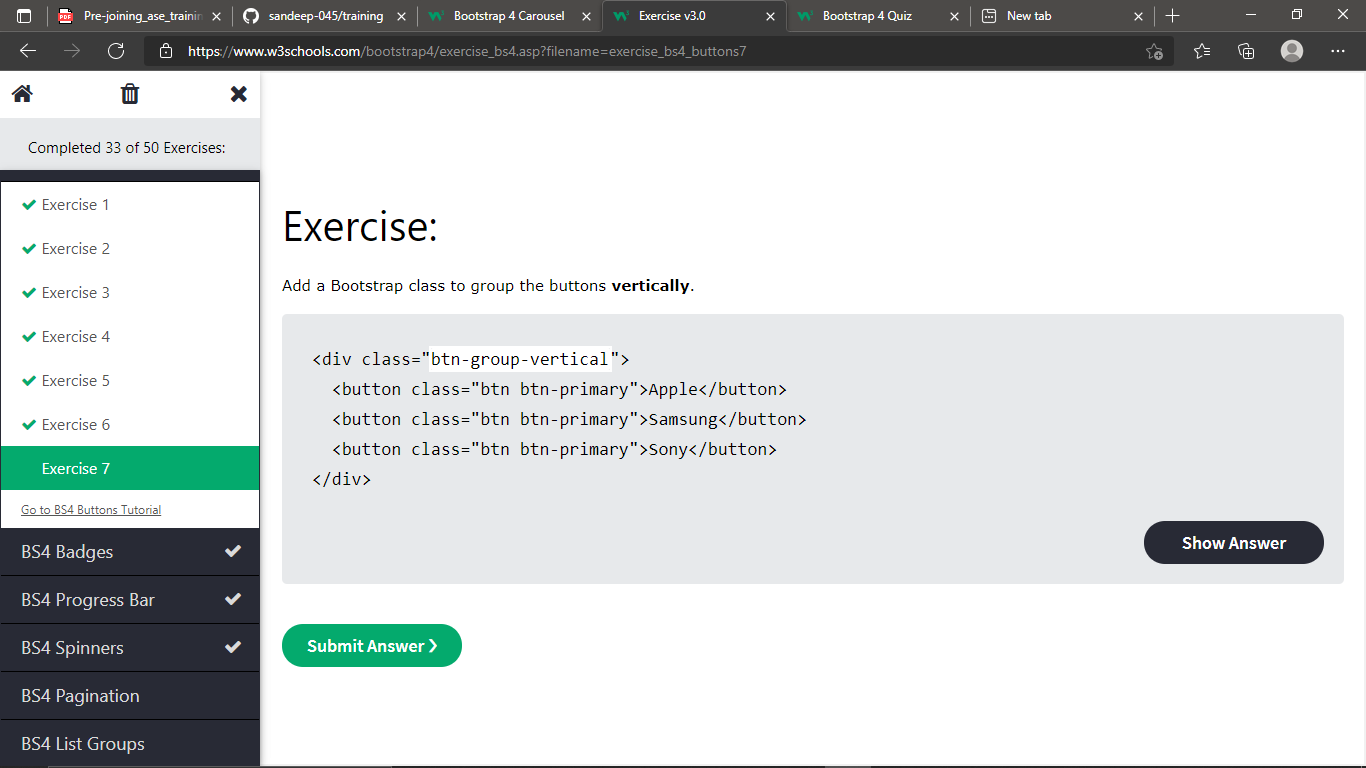 Pre-joining_ase_trainin
sandeep-045/training
Bootstrap 4 Carousel
Exercise v3.0
Bootstrap 4 Quiz
New tab
https://www.w3schools.com/bootstrap4/exercise_bs4.asp?filename=exercise_bs4_buttons7
Completed 33 of 50 Exercises:
Exercise 1
Exercise 2
Exercise 3
Exercise 4
Exercise 5
Exercise 6
Exercise 7
Go to BS4 Buttons Tutorial
BS4 Badges
BS4 Progress Bar
BS4 Spinners
BS4 Pagination
BS4 List Groups
Exercise:
Add a Bootstrap class to group the buttons vertically.
<div class="btn-group-vertical">
<button class="btn btn-primary">Apple</button>
<button class="btn btn-primary">Samsung</button>
<button class="btn btn-primary">Sony</button>
</div>
Show Answer
Submit Answer ❯